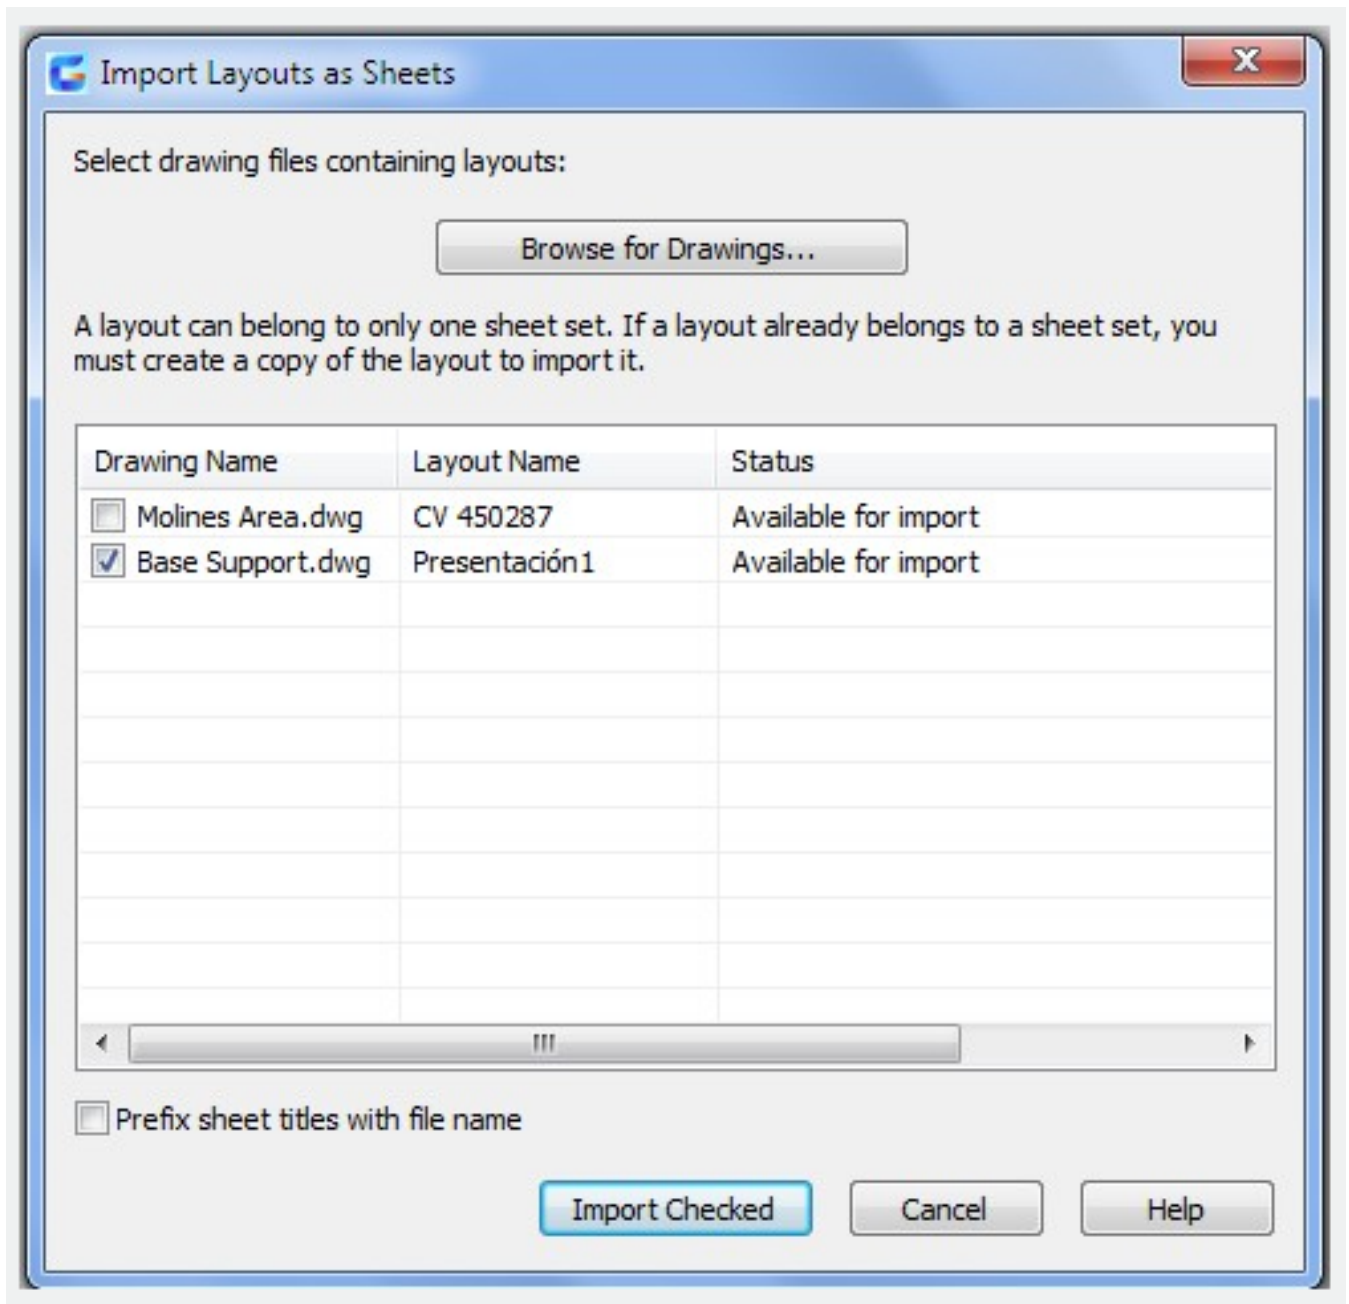 Import Layouts as Sheets
Select drawing files containing layouts:
Browse for Drawings...
A layout can belong to only one sheet set. If a layout already belongs to a sheet set, you
must create a copy of the layout to import it.
Drawing Name Layout Name Status
Molines Area.dwg CV 450287 Available for import
Base Support.dwg Presentación1 Available for import
Prefix sheet titles with file name
Import Checked Cancel Help